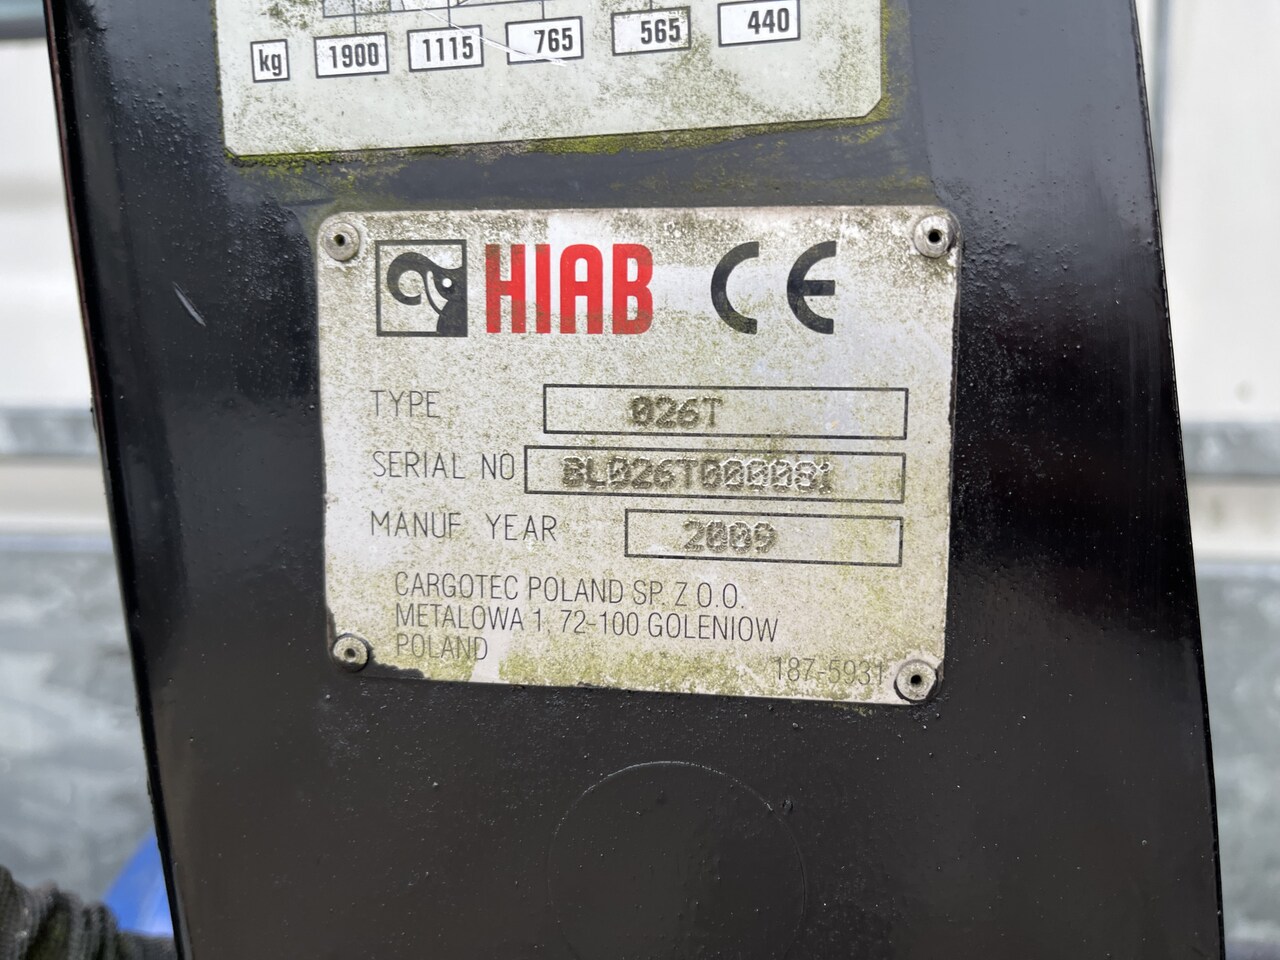 kg 1900 1115 765 565 440
HIAB CE
TYPE 026T
SERIAL NO BL026T000081
MANUF YEAR 2009
CARGOTEC POLAND SP. Z O.O.
METALOWA 1, 72-100 GOLENIOW
POLAND
187-5931